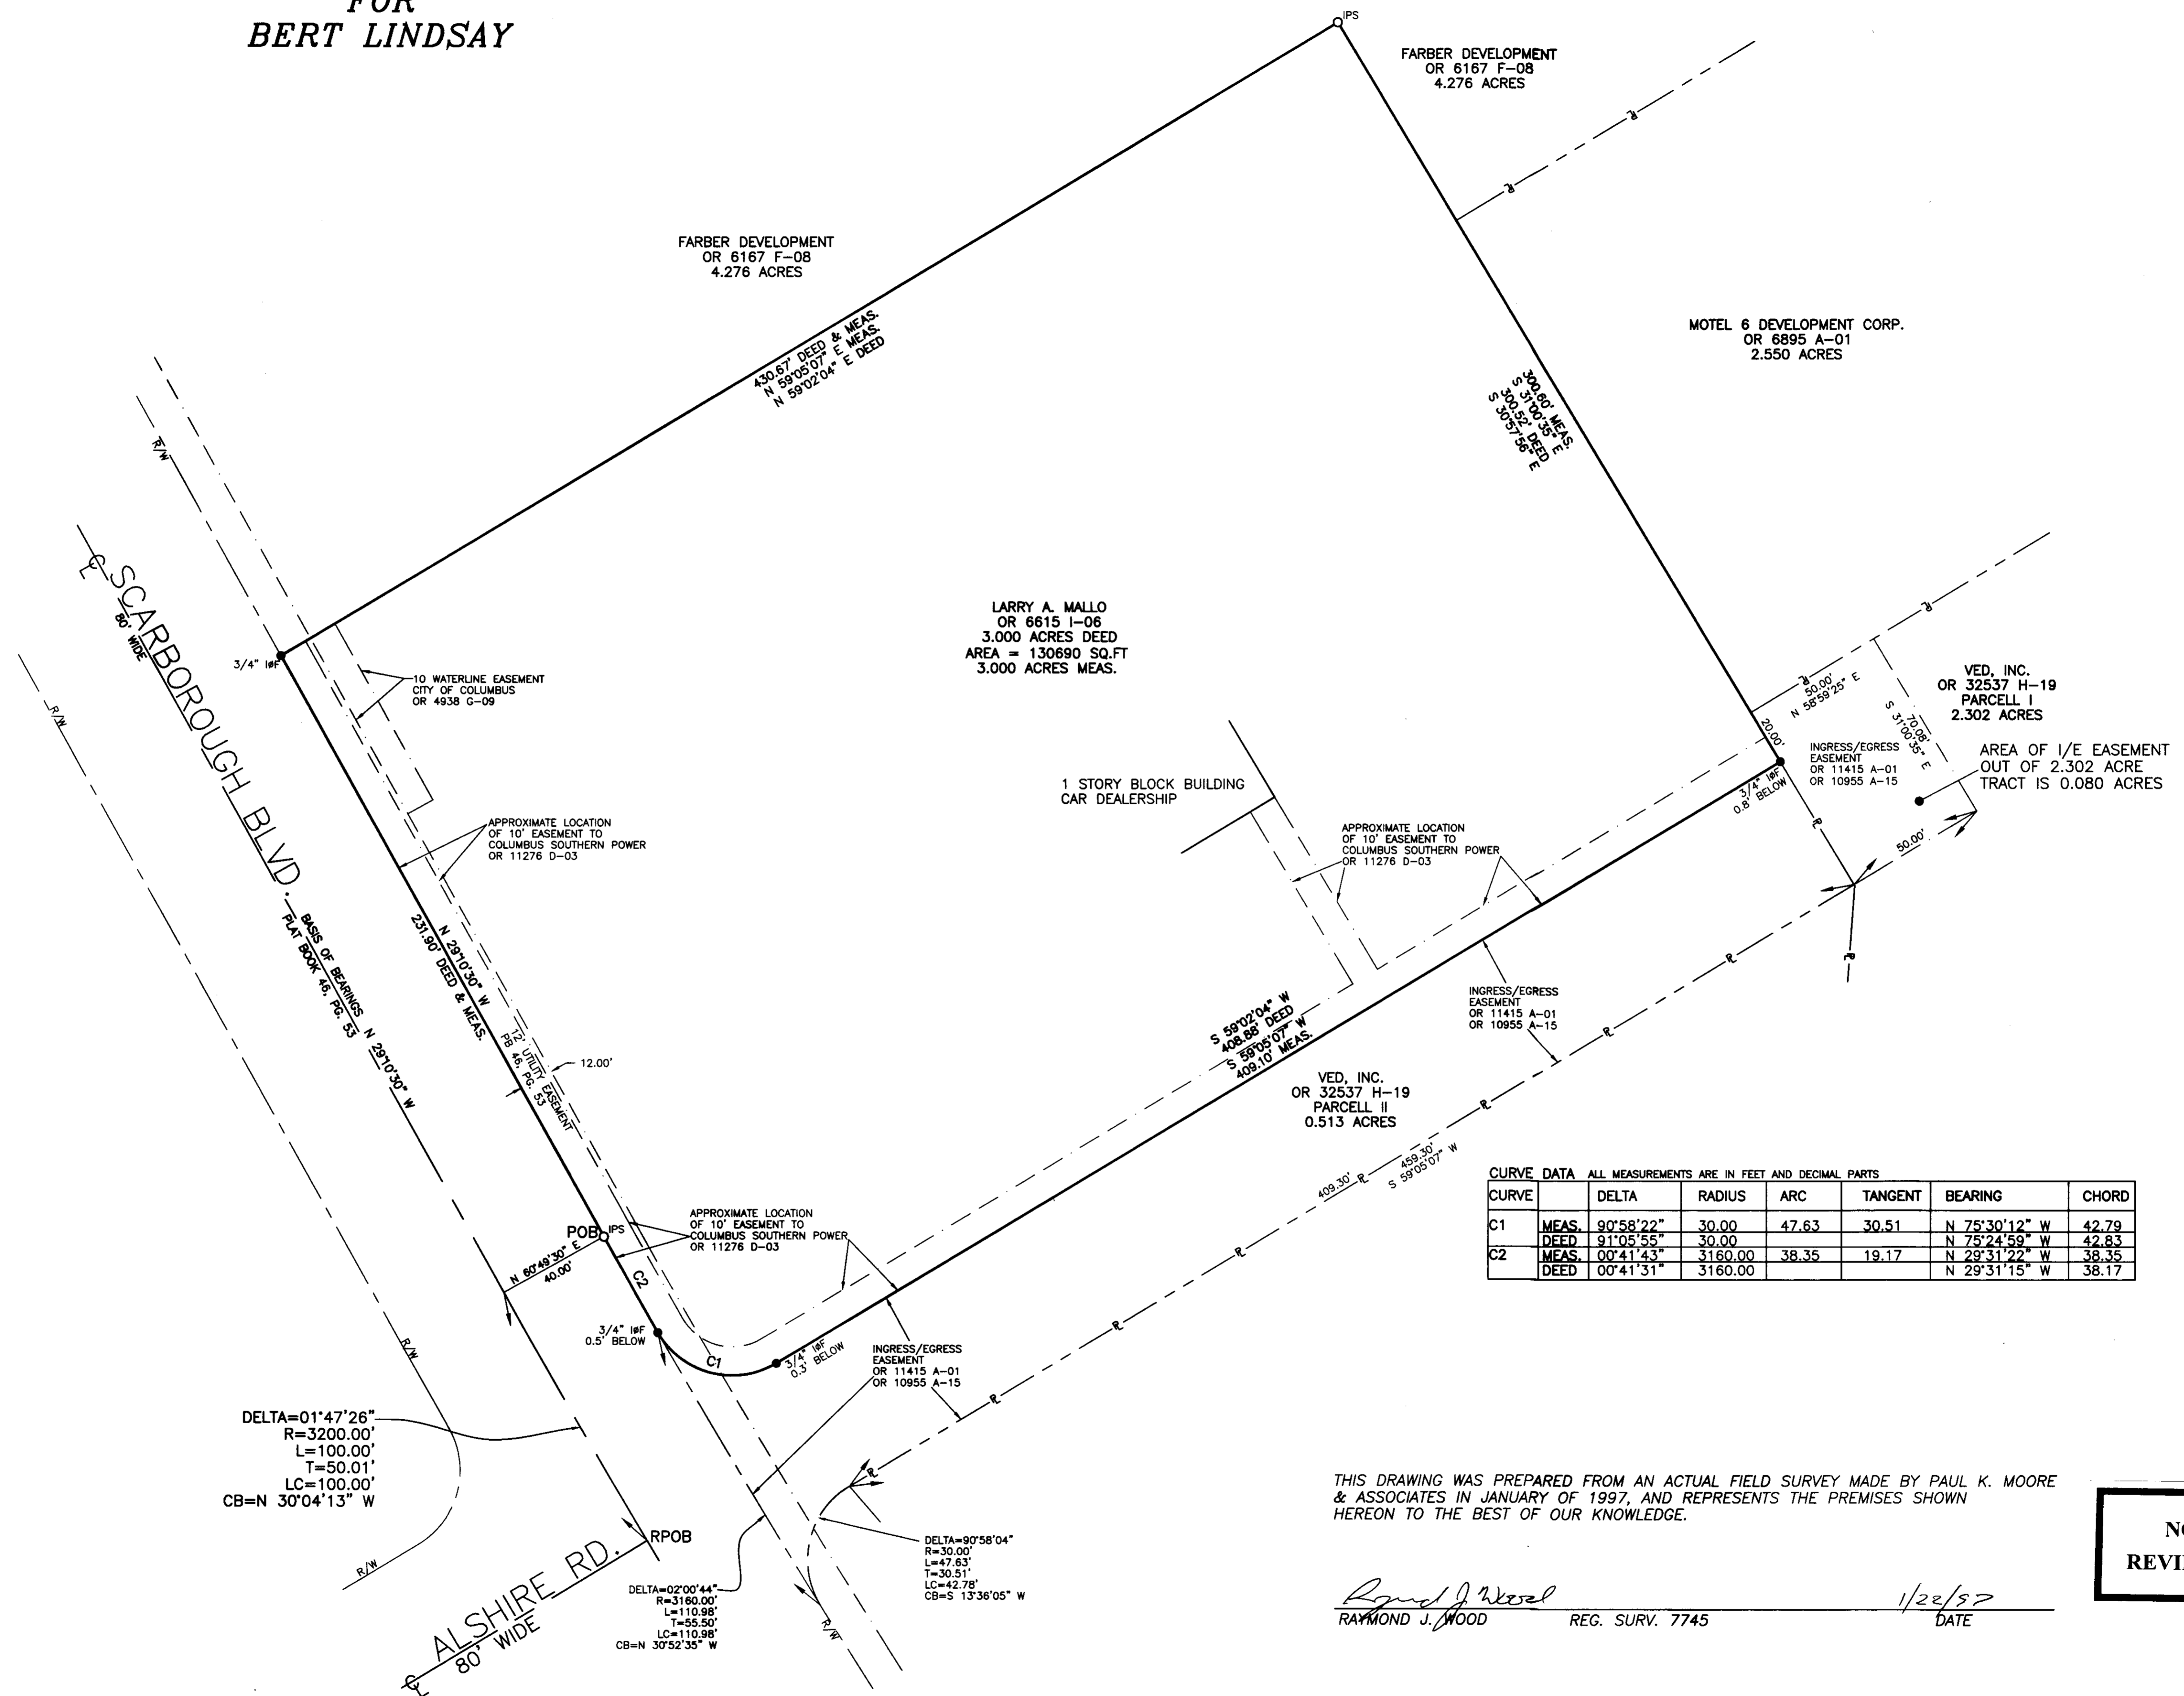 FOR
BERT LINDSAY
IPS
FARBER DEVELOPMENT
OR 6167 F-08
4.276 ACRES
FARBER DEVELOPMENT
OR 6167 F-08
4.276 ACRES
430.67' DEED & MEAS.
N 59°05'07" E MEAS.
N 59°02'04" E DEED
300.60' MEAS.
S 31°00'35" E
300.52' DEED
S 30°57'56" E
MOTEL 6 DEVELOPMENT CORP.
OR 6895 A-01
2.550 ACRES
R/W
SCARBOROUGH BLVD.
80' WIDE
BASIS OF BEARINGS N 29°10'30" W
PLAT BOOK 46, PG. 53
R/W
3/4" IØF
10 WATERLINE EASEMENT
CITY OF COLUMBUS
OR 4938 G-09
LARRY A. MALLO
OR 6615 I-06
3.000 ACRES DEED
AREA = 130690 SQ.FT
3.000 ACRES MEAS.
50.00'
N 58°59'25" E
20.00'
70.08'
S 31°00'35" E
VED, INC.
OR 32537 H-19
PARCELL I
2.302 ACRES
INGRESS/EGRESS
EASEMENT
OR 11415 A-01
OR 10955 A-15
AREA OF I/E EASEMENT
OUT OF 2.302 ACRE
TRACT IS 0.080 ACRES
3/4" IØF
0.8' BELOW
50.00'
1 STORY BLOCK BUILDING
CAR DEALERSHIP
APPROXIMATE LOCATION
OF 10' EASEMENT TO
COLUMBUS SOUTHERN POWER
OR 11276 D-03
APPROXIMATE LOCATION
OF 10' EASEMENT TO
COLUMBUS SOUTHERN POWER
OR 11276 D-03
N 29°10'30" W
231.90' DEED & MEAS.
12' UTILITY EASEMENT
PB 46, PG. 53
12.00'
S 59°02'04" W
408.88' DEED
S 59°05'07" W
409.10' MEAS.
INGRESS/EGRESS
EASEMENT
OR 11415 A-01
OR 10955 A-15
VED, INC.
OR 32537 H-19
PARCELL II
0.513 ACRES
409.30'
459.30'
S 59°05'07" W
CURVE DATA ALL MEASUREMENTS ARE IN FEET AND DECIMAL PARTS
CURVE DELTA RADIUS ARC TANGENT BEARING CHORD
C1 MEAS. 90°58'22" 30.00 47.63 30.51 N 75°30'12" W 42.79
DEED 91°05'55" 30.00 N 75°24'59" W 42.83
C2 MEAS. 00°41'43" 3160.00 38.35 19.17 N 29°31'22" W 38.35
DEED 00°41'31" 3160.00 N 29°31'15" W 38.17
POB
IPS
N 60°49'30" E
40.00'
APPROXIMATE LOCATION
OF 10' EASEMENT TO
COLUMBUS SOUTHERN POWER
OR 11276 D-03
C2
3/4" IØF
0.5' BELOW
C1
3/4" IØF
0.3' BELOW
INGRESS/EGRESS
EASEMENT
OR 11415 A-01
OR 10955 A-15
R/W
DELTA=01°47'26"
R=3200.00'
L=100.00'
T=50.01'
LC=100.00'
CB=N 30°04'13" W
R/W
RPOB
ALSHIRE RD.
80' WIDE
DELTA=02°00'44"
R=3160.00'
L=110.98'
T=55.50'
LC=110.98'
CB=N 30°52'35" W
DELTA=90°58'04"
R=30.00'
L=47.63'
T=30.51'
LC=42.78'
CB=S 13°36'05" W
R/W
THIS DRAWING WAS PREPARED FROM AN ACTUAL FIELD SURVEY MADE BY PAUL K. MOORE
& ASSOCIATES IN JANUARY OF 1997, AND REPRESENTS THE PREMISES SHOWN
HEREON TO THE BEST OF OUR KNOWLEDGE.
Raymond J. Wood 1/22/97
RAYMOND J. WOOD REG. SURV. 7745 DATE